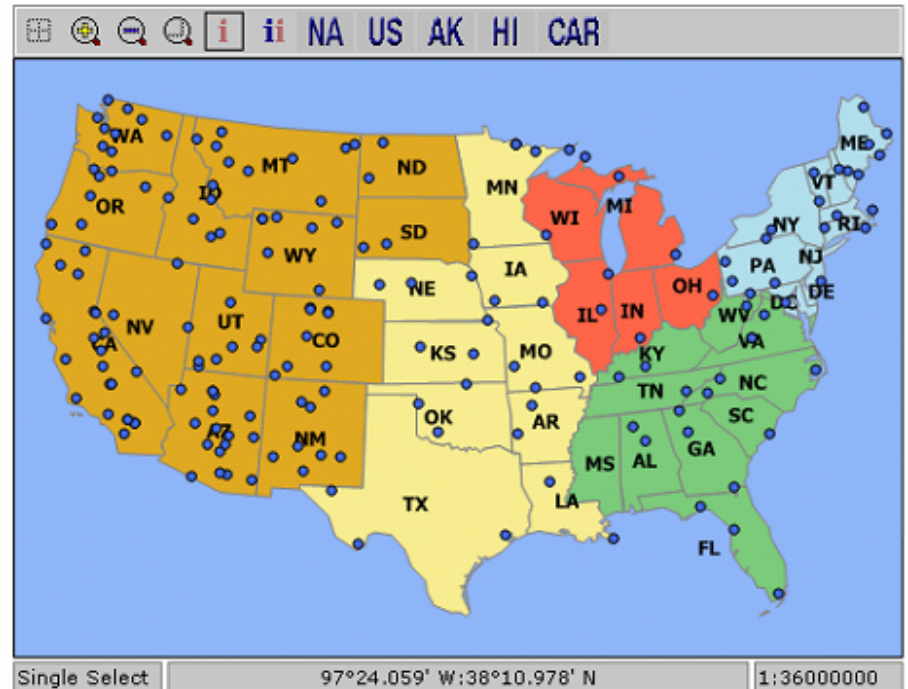 i ii NA US AK HI CAR
WA
MT
ND
MN
ME
ID
VT
OR
SD
WI
MI
NY
RI
WY
IA
PA
NJ
NE
OH
DE
DC
NV
UT
IL
IN
WV
CA
CO
KS
MO
KY
VA
TN
NC
AZ
NM
OK
AR
SC
MS
AL
GA
TX
LA
FL
Single Select 97°24.059' W:38°10.978' N 1:36000000